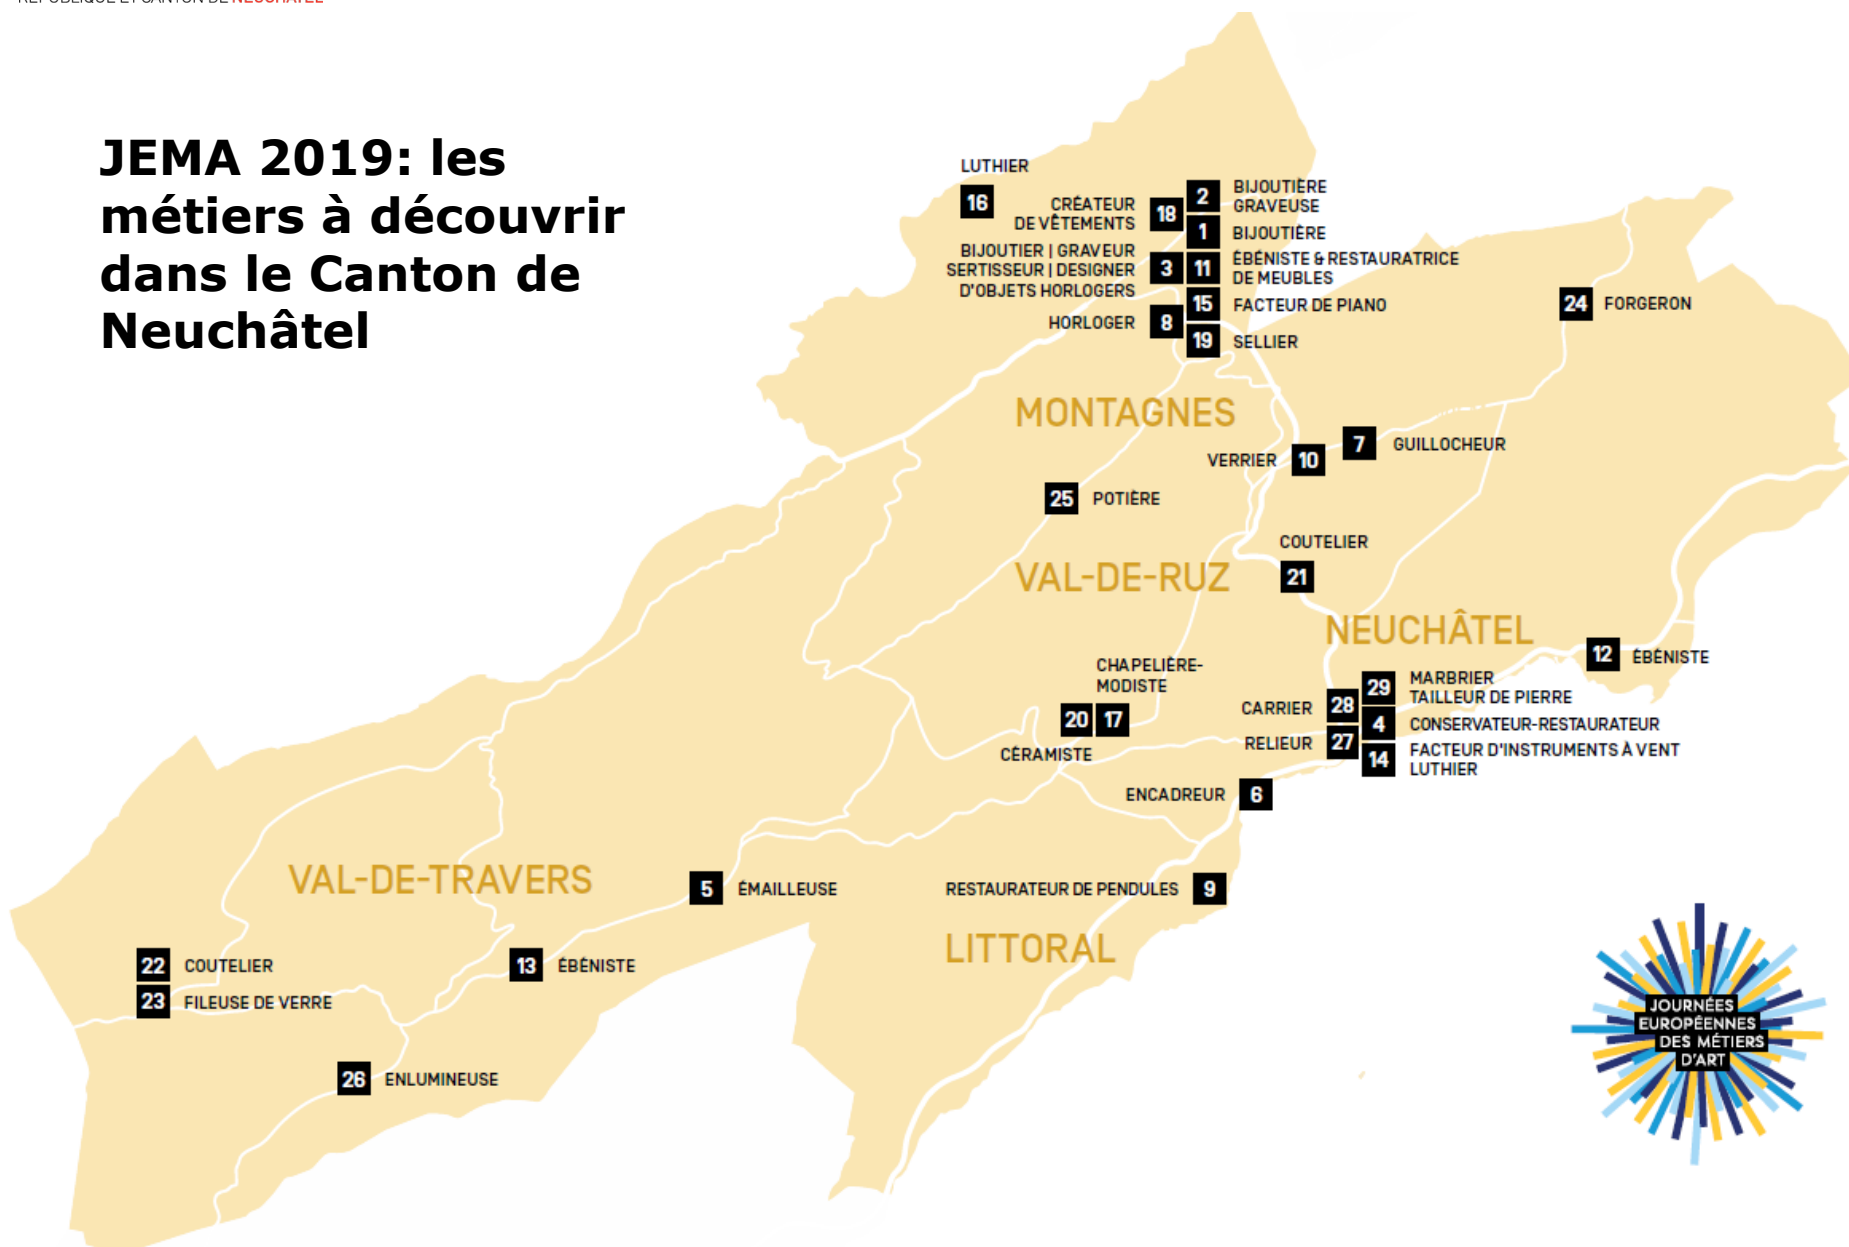 RÉPUBLIQUE ET CANTON DE NEUCHÂTEL
JEMA 2019: les
métiers à découvrir
dans le Canton de
Neuchâtel
LUTHIER
16
CRÉATEUR
DE VÊTEMENTS
18
2
BIJOUTIÈRE
GRAVEUSE
1
BIJOUTIÈRE
BIJOUTIER | GRAVEUR
SERTISSEUR | DESIGNER
D'OBJETS HORLOGERS
3
11
ÉBÉNISTE & RESTAURATRICE
DE MEUBLES
15
FACTEUR DE PIANO
HORLOGER
8
19
SELLIER
24
FORGERON
MONTAGNES
7
GUILLOCHEUR
VERRIER
10
25
POTIÈRE
COUTELIER
21
VAL-DE-RUZ
NEUCHÂTEL
12
ÉBÉNISTE
CHAPELIÈRE-
MODISTE
20
17
CÉRAMISTE
29
MARBRIER
TAILLEUR DE PIERRE
CARRIER
28
4
CONSERVATEUR-RESTAURATEUR
RELIEUR
27
14
FACTEUR D'INSTRUMENTS À VENT
LUTHIER
ENCADREUR
6
VAL-DE-TRAVERS
5
ÉMAILLEUSE
RESTAURATEUR DE PENDULES
9
LITTORAL
22
COUTELIER
23
FILEUSE DE VERRE
13
ÉBÉNISTE
26
ENLUMINEUSE
JOURNÉES
EUROPÉENNES
DES MÉTIERS
D'ART